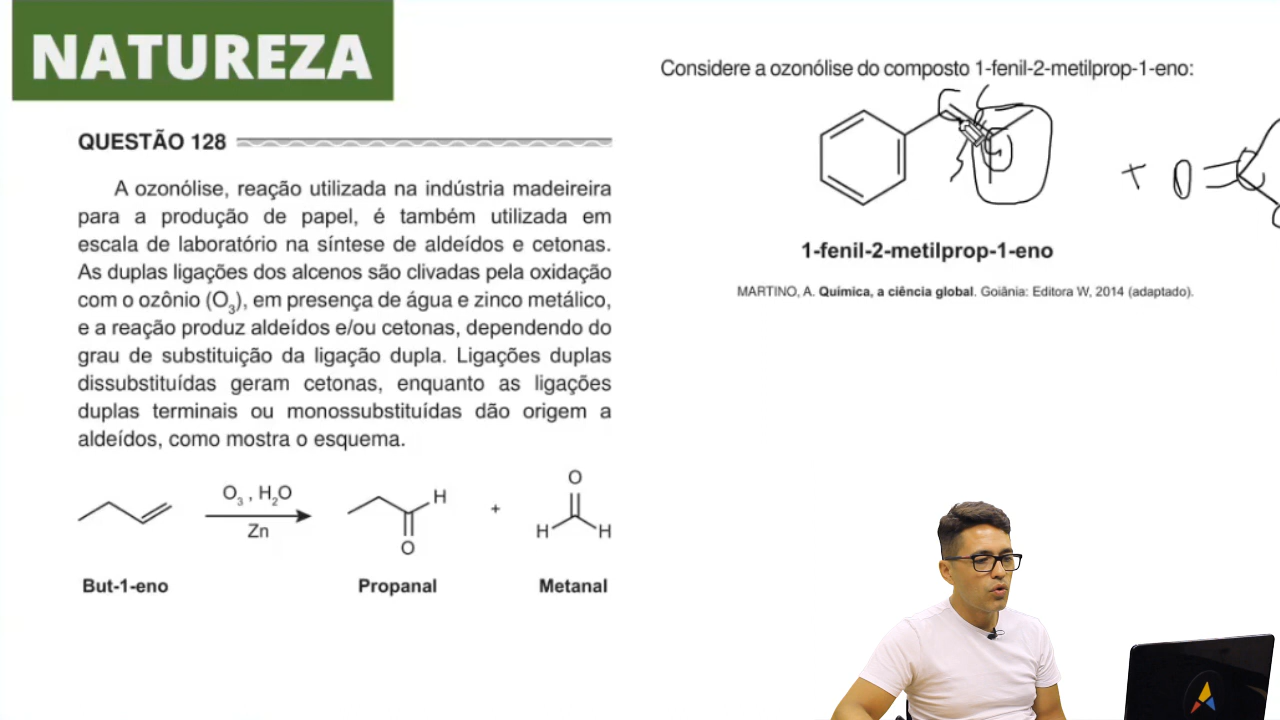 NATUREZA
QUESTÃO 128
A ozonólise, reação utilizada na indústria madeireira
para a produção de papel, é também utilizada em
escala de laboratório na síntese de aldeídos e cetonas.
As duplas ligações dos alcenos são clivadas pela oxidação
com o ozônio (O3), em presença de água e zinco metálico,
e a reação produz aldeídos e/ou cetonas, dependendo do
grau de substituição da ligação dupla. Ligações duplas
dissubstituídas geram cetonas, enquanto as ligações
duplas terminais ou monossubstituídas dão origem a
aldeídos, como mostra o esquema.
O3 , H2O
Zn
H
O
+
O
H H
But-1-eno
Propanal
Metanal
Considere a ozonólise do composto 1-fenil-2-metilprop-1-eno:
+ O
1-fenil-2-metilprop-1-eno
MARTINO, A. Química, a ciência global. Goiânia: Editora W, 2014 (adaptado).